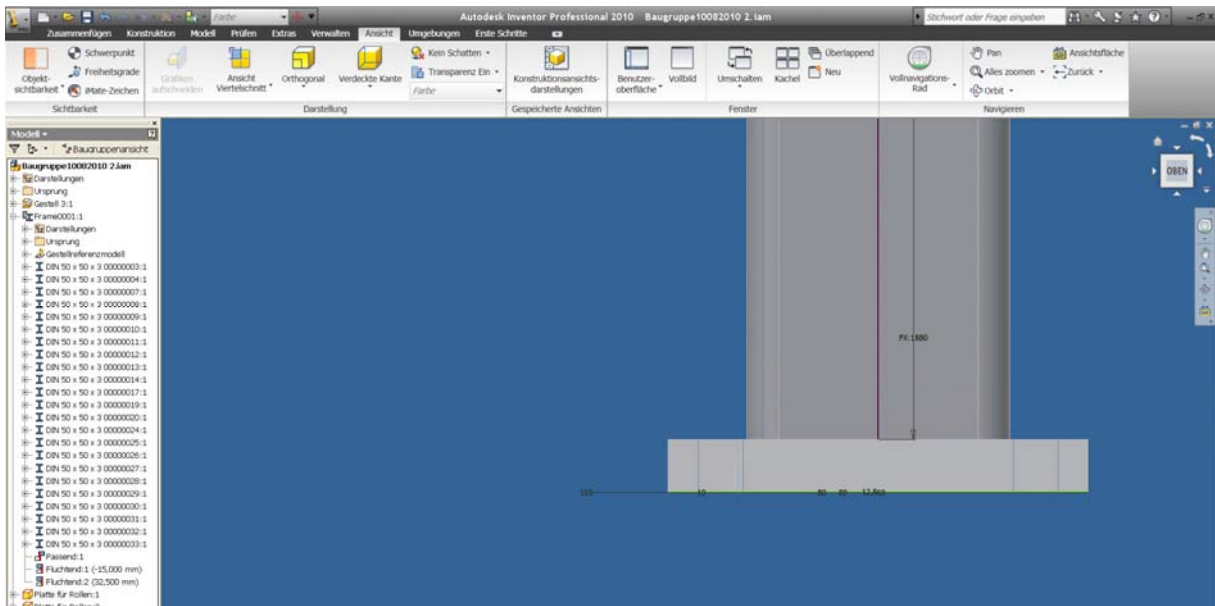 Farbe
Autodesk Inventor Professional 2010 Baugruppe10082010 2.iam
Stichwort oder Frage eingeben
Zusammenfügen Konstruktion Modell Prüfen Extras Verwalten Ansicht Umgebungen Erste Schritte
Objekt-
sichtbarkeit
Schwerpunkt
Freiheitsgrade
iMate-Zeichen
Grafiken
aufschneiden
Ansicht
Viertelschnitt
Orthogonal
Verdeckte Kante
Kein Schatten
Transparenz Ein
Farbe
Konstruktionsansichts-
darstellungen
Benutzer-
oberfläche
Vollbild
Umschalten
Kachel
Überlappend
Neu
Vollnavigations-
Rad
Pan
Alles zoomen
Orbit
Ansichtsfläche
Zurück
Sichtbarkeit
Darstellung
Gespeicherte Ansichten
Fenster
Navigieren
Modell
Baugruppenansicht
Baugruppe10082010 2.iam
Darstellungen
Ursprung
Gestell 3:1
Frame0001:1
Darstellungen
Ursprung
Gestellreferenzmodell
DIN 50 x 50 x 3 00000003:1
DIN 50 x 50 x 3 00000004:1
DIN 50 x 50 x 3 00000007:1
DIN 50 x 50 x 3 00000008:1
DIN 50 x 50 x 3 00000009:1
DIN 50 x 50 x 3 00000010:1
DIN 50 x 50 x 3 00000011:1
DIN 50 x 50 x 3 00000012:1
DIN 50 x 50 x 3 00000013:1
DIN 50 x 50 x 3 00000014:1
DIN 50 x 50 x 3 00000017:1
DIN 50 x 50 x 3 00000019:1
DIN 50 x 50 x 3 00000020:1
DIN 50 x 50 x 3 00000024:1
DIN 50 x 50 x 3 00000025:1
DIN 50 x 50 x 3 00000026:1
DIN 50 x 50 x 3 00000027:1
DIN 50 x 50 x 3 00000028:1
DIN 50 x 50 x 3 00000029:1
DIN 50 x 50 x 3 00000030:1
DIN 50 x 50 x 3 00000031:1
DIN 50 x 50 x 3 00000032:1
DIN 50 x 50 x 3 00000033:1
Passend:1
Fluchtend:1 (-15,000 mm)
Fluchtend:2 (32,500 mm)
Platte für Rollen:1
OBEN